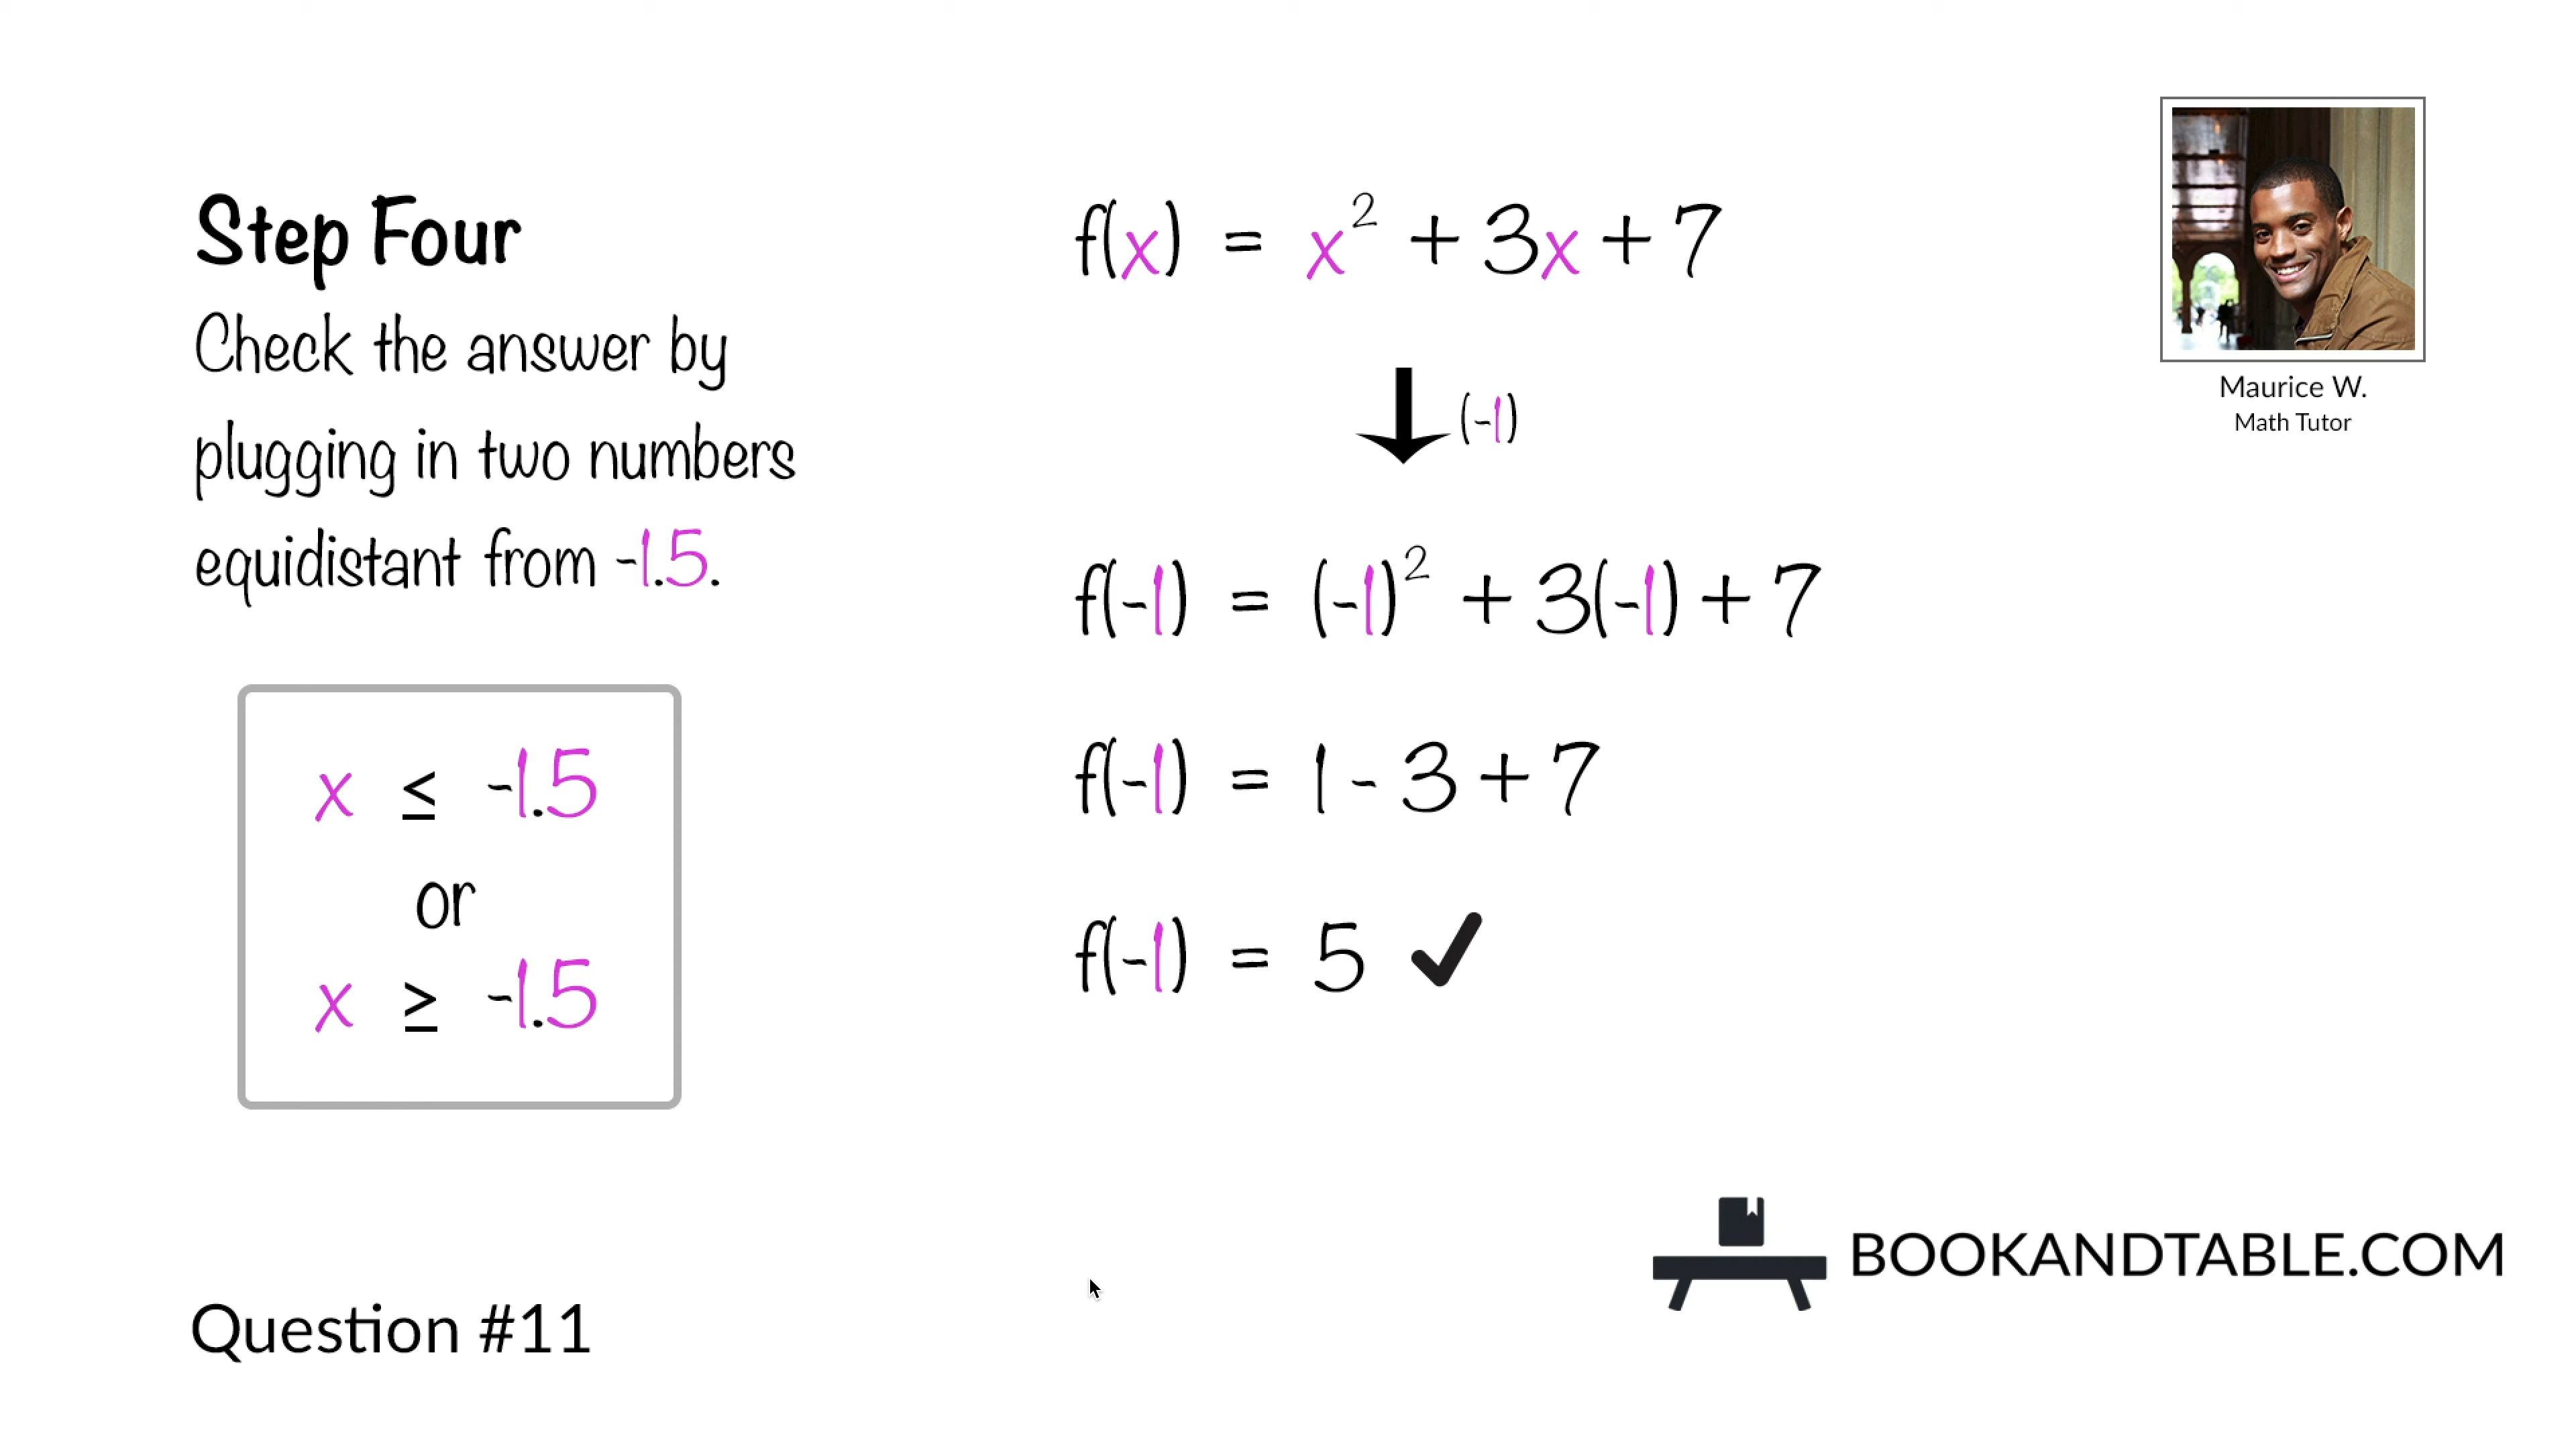 Step Four
Check the answer by
plugging in two numbers
equidistant from -1.5.
x ≤ -1.5
or
x ≥ -1.5
f(x) = x² + 3x + 7
(-1)
f(-1) = (-1)² + 3(-1) + 7
f(-1) = 1 - 3 + 7
f(-1) = 5 ✓
Maurice W.
Math Tutor
BOOKANDTABLE.COM
Question #11